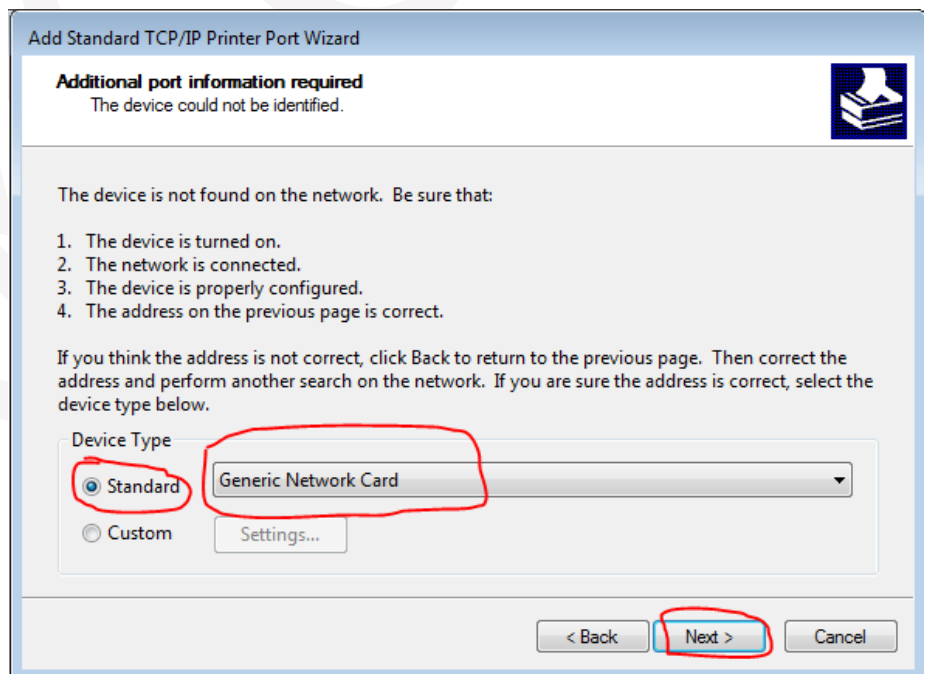 Add Standard TCP/IP Printer Port Wizard
Additional port information required
The device could not be identified.
The device is not found on the network.  Be sure that:
1.  The device is turned on.
2.  The network is connected.
3.  The device is properly configured.
4.  The address on the previous page is correct.
If you think the address is not correct, click Back to return to the previous page.  Then correct the
address and perform another search on the network.  If you are sure the address is correct, select the
device type below.
Device Type
Standard
Generic Network Card
Custom
Settings...
< Back
Next >
Cancel